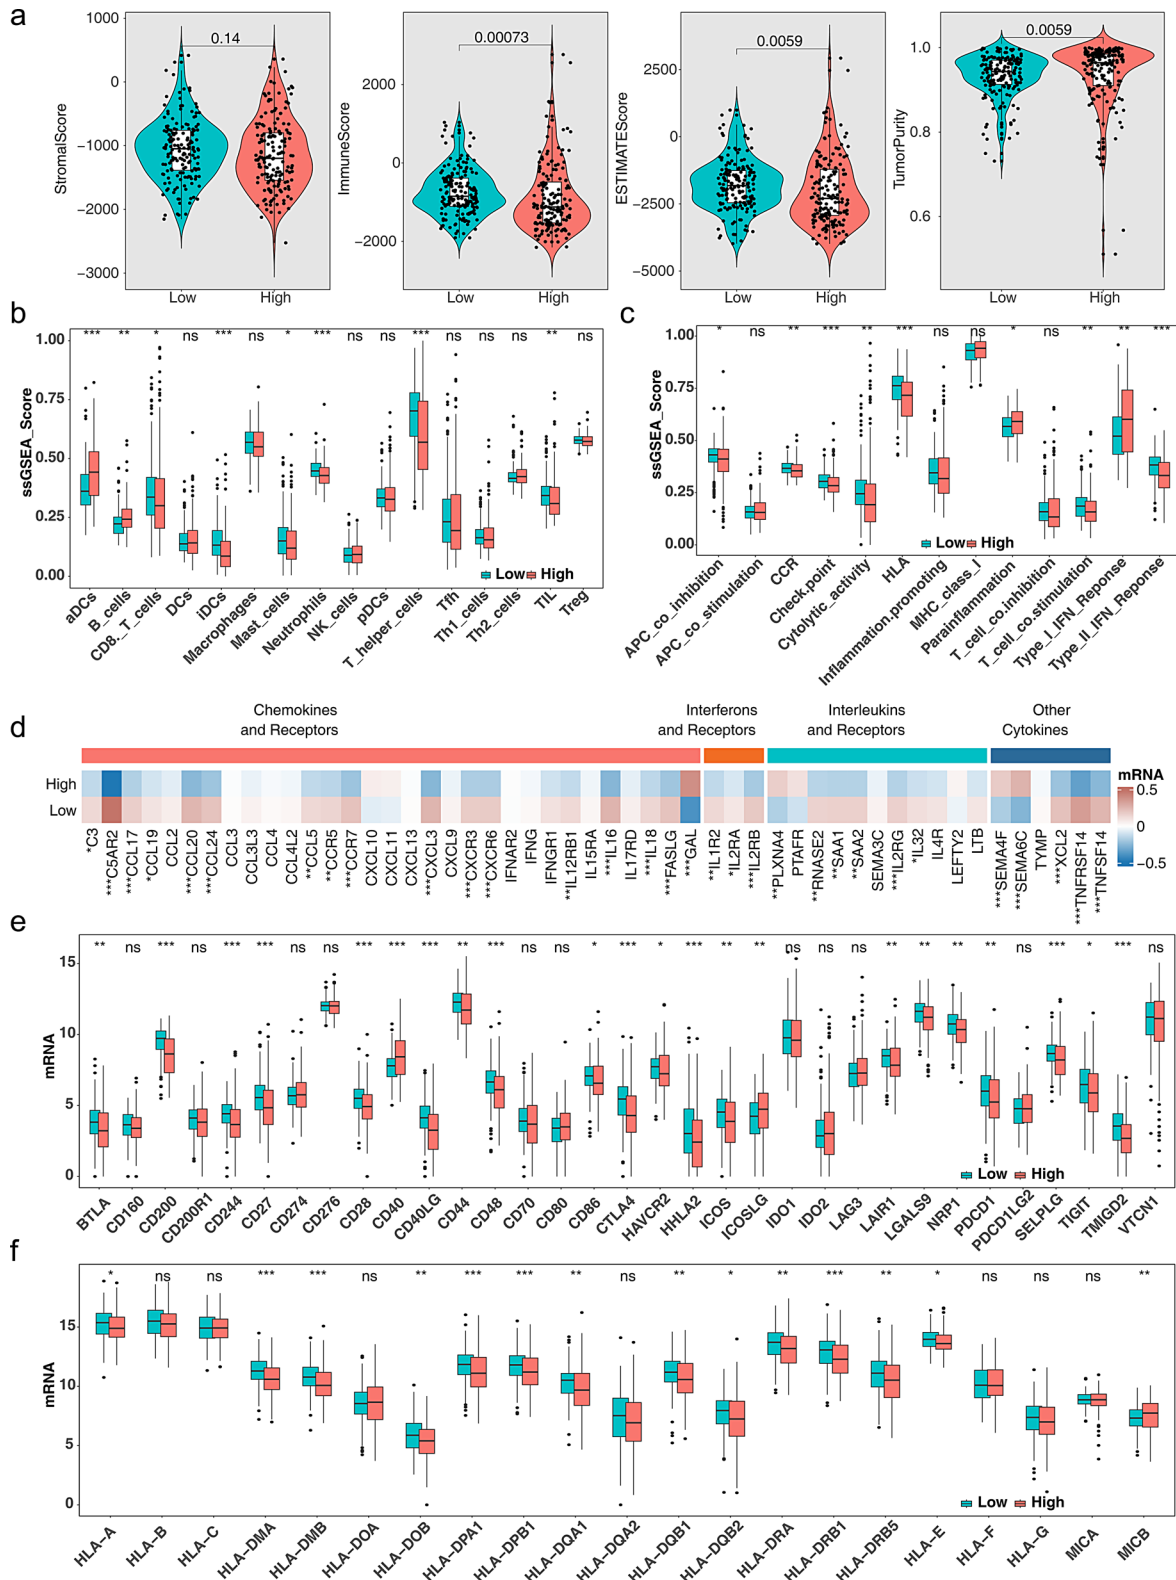 a
1000
0
−1000
−2000
−3000
StromalScore
0.14
Low
High
2000
0
−2000
ImmuneScore
0.00073
Low
High
2500
0
−2500
−5000
ESTIMATEScore
0.0059
Low
High
1.0
0.8
0.6
TumorPurity
0.0059
Low
High
b
*** ** * ns *** ns * *** ns ns *** ns ns ns ** ns
1.00
0.75
0.50
0.25
0.00
ssGSEA_Score
Low High
aDCs
B_cells
CD8._T_cells
DCs
iDCs
Macrophages
Mast_cells
Neutrophils
NK_cells
pDCs
T_helper_cells
Tfh
Th1_cells
Th2_cells
TIL
Treg
c
* ns ** *** ** *** ns ns * ns ** ** ***
1.00
0.75
0.50
0.25
0.00
ssGSEA_Score
Low High
APC_co_inhibition
APC_co_stimulation
CCR
Check.point
Cytolytic_activity
HLA
Inflammation.promoting
MHC_class_I
Parainflammation
T_cell_co.inhibition
T_cell_co.stimulation
Type_I_IFN_Reponse
Type_II_IFN_Reponse
d
Chemokines
and Receptors
Interferons
and Receptors
Interleukins
and Receptors
Other
Cytokines
High
Low
mRNA
0.5
0
−0.5
*C3
***C5AR2
***CCL17
*CCL19
CCL2
***CCL20
***CCL24
CCL3
CCL3L3
CCL4
CCL4L2
**CCL5
***CCR5
***CCR7
CXCL10
CXCL11
CXCL13
***CXCL3
CXCL9
***CXCR3
***CXCR6
IFNAR2
IFNG
IFNGR1
**IL12RB1
IL15RA
***IL16
IL17RD
***IL18
***FASLG
***GAL
**IL1R2
*IL2RA
***IL2RB
**PLXNA4
PTAFR
**RNASE2
**SAA1
**SAA2
SEMA3C
***IL2RG
*IL32
IL4R
LEFTY2
LTB
***SEMA4F
***SEMA6C
TYMP
***XCL2
***TNFRSF14
***TNFSF14
e
** ns *** ns *** *** ns ns *** *** *** ** *** ns ns * *** * *** ** ** ns ns ns ** ** ** ** ns *** * *** ns
15
10
5
0
mRNA
Low High
BTLA
CD160
CD200
CD200R1
CD244
CD27
CD274
CD276
CD28
CD40
CD40LG
CD44
CD48
CD70
CD80
CD86
CTLA4
HAVCR2
HHLA2
ICOS
ICOSLG
IDO1
IDO2
LAG3
LAIR1
LGALS9
NRP1
PDCD1
PDCD1LG2
SELPLG
TIGIT
TMIGD2
VTCN1
f
* ns ns *** *** ns ** *** *** ** ns ** * ** *** ** * ns ns ns **
15
10
5
0
mRNA
Low High
HLA−A
HLA−B
HLA−C
HLA−DMA
HLA−DMB
HLA−DOA
HLA−DOB
HLA−DPA1
HLA−DPB1
HLA−DQA1
HLA−DQA2
HLA−DQB1
HLA−DQB2
HLA−DRA
HLA−DRB1
HLA−DRB5
HLA−E
HLA−F
HLA−G
MICA
MICB